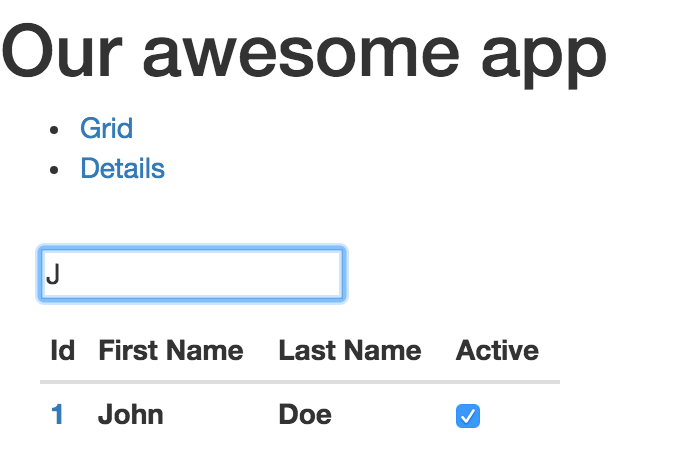 Our awesome app
Grid
Details
J
Id First Name Last Name Active
1 John Doe